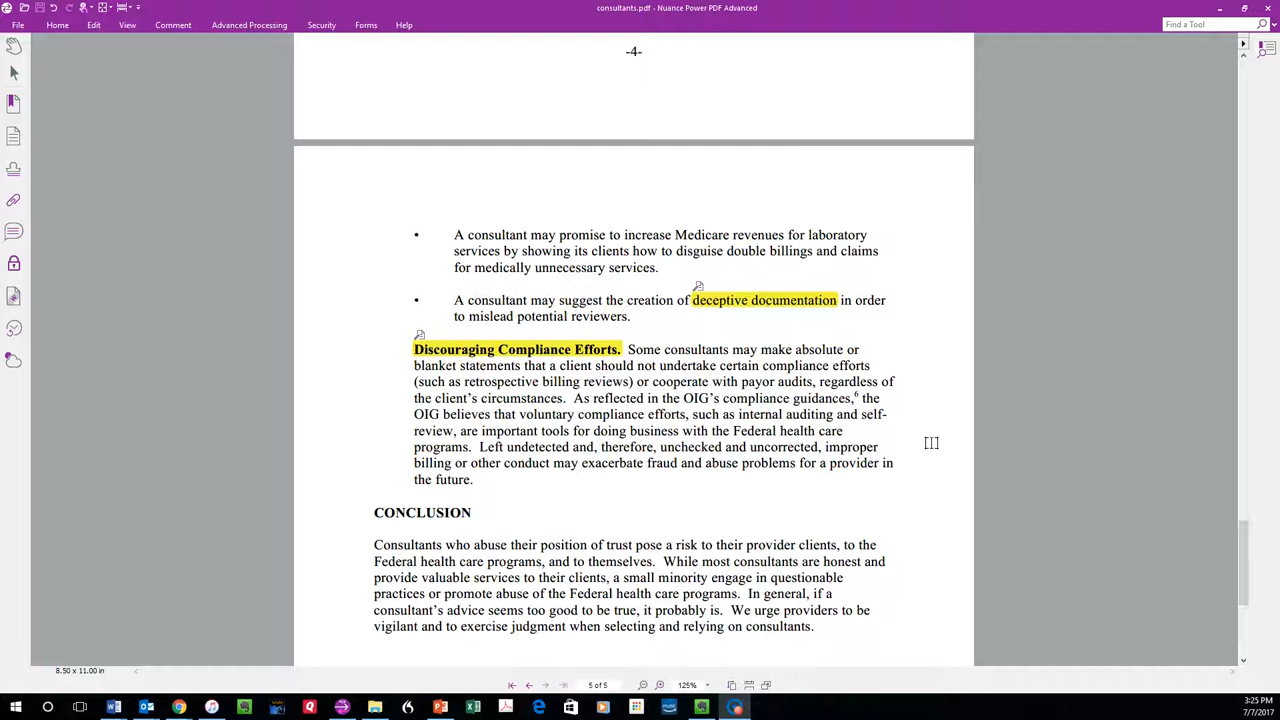 consultants.pdf - Nuance Power PDF Advanced
File Home Edit View Comment Advanced Processing Security Forms Help
Find a Tool
-4-
• A consultant may promise to increase Medicare revenues for laboratory
services by showing its clients how to disguise double billings and claims
for medically unnecessary services.
• A consultant may suggest the creation of deceptive documentation in order
to mislead potential reviewers.
Discouraging Compliance Efforts. Some consultants may make absolute or
blanket statements that a client should not undertake certain compliance efforts
(such as retrospective billing reviews) or cooperate with payor audits, regardless of
the client's circumstances. As reflected in the OIG's compliance guidances,6 the
OIG believes that voluntary compliance efforts, such as internal auditing and self-
review, are important tools for doing business with the Federal health care
programs. Left undetected and, therefore, unchecked and uncorrected, improper
billing or other conduct may exacerbate fraud and abuse problems for a provider in
the future.
CONCLUSION
Consultants who abuse their position of trust pose a risk to their provider clients, to the
Federal health care programs, and to themselves. While most consultants are honest and
provide valuable services to their clients, a small minority engage in questionable
practices or promote abuse of the Federal health care programs. In general, if a
consultant's advice seems too good to be true, it probably is. We urge providers to be
vigilant and to exercise judgment when selecting and relying on consultants.
8.50 x 11.00 in
5 of 5
125%
3:25 PM
7/7/2017